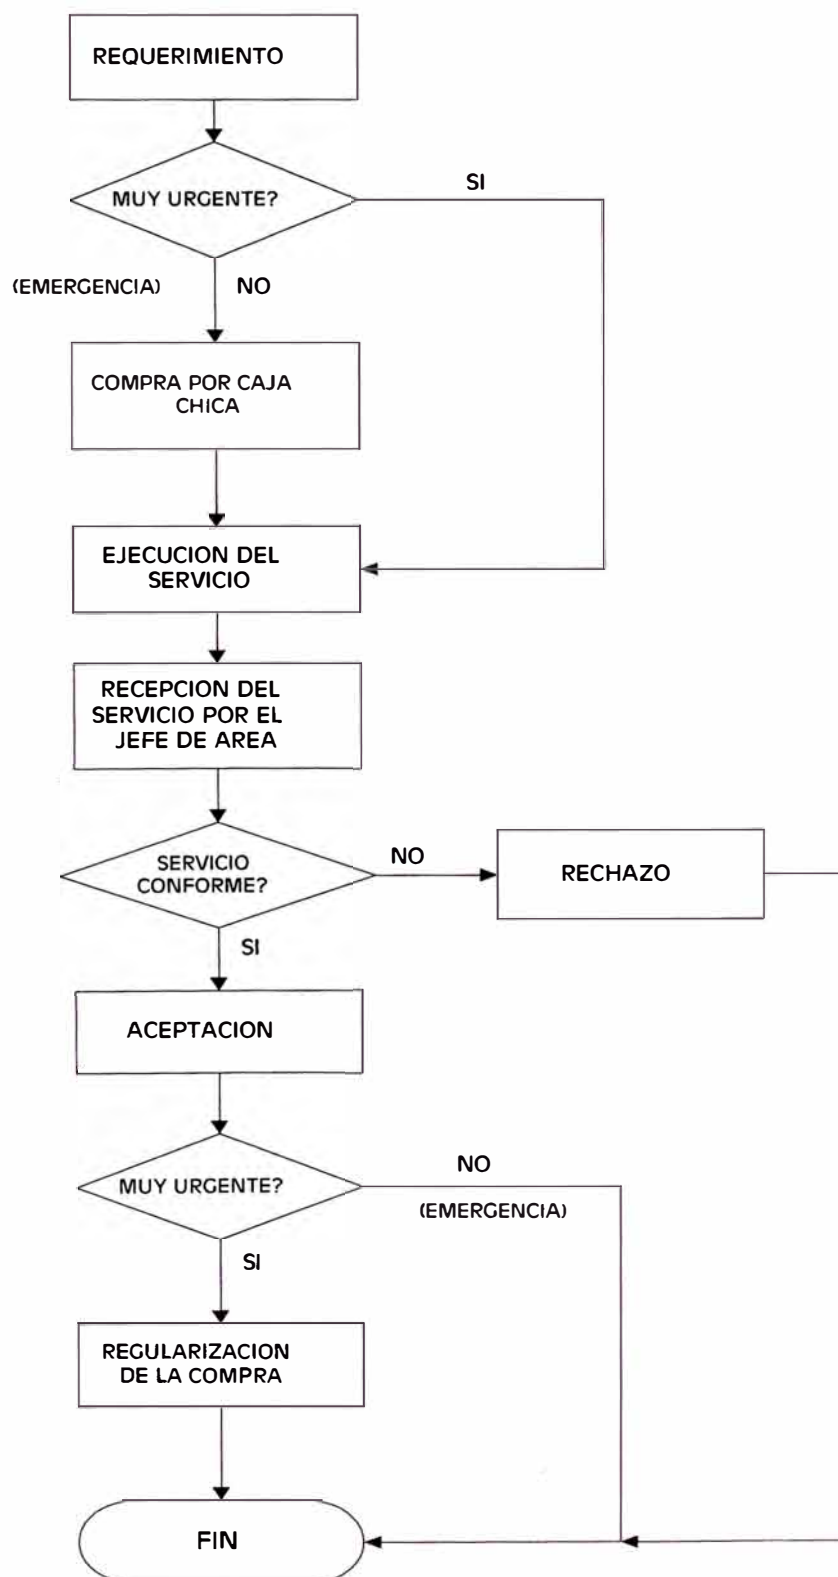 REQUERIMIENTO
MUY URGENTE?
SI
(EMERGENCIA)
NO
COMPRA POR CAJA
CHICA
EJECUCION DEL
SERVICIO
RECEPCION DEL
SERVICIO POR EL
JEFE DE AREA
SERVICIO
CONFORME?
NO
RECHAZO
SI
ACEPTACION
MUY URGENTE?
NO
(EMERGENCIA)
SI
REGULARIZACION
DE LA COMPRA
FIN